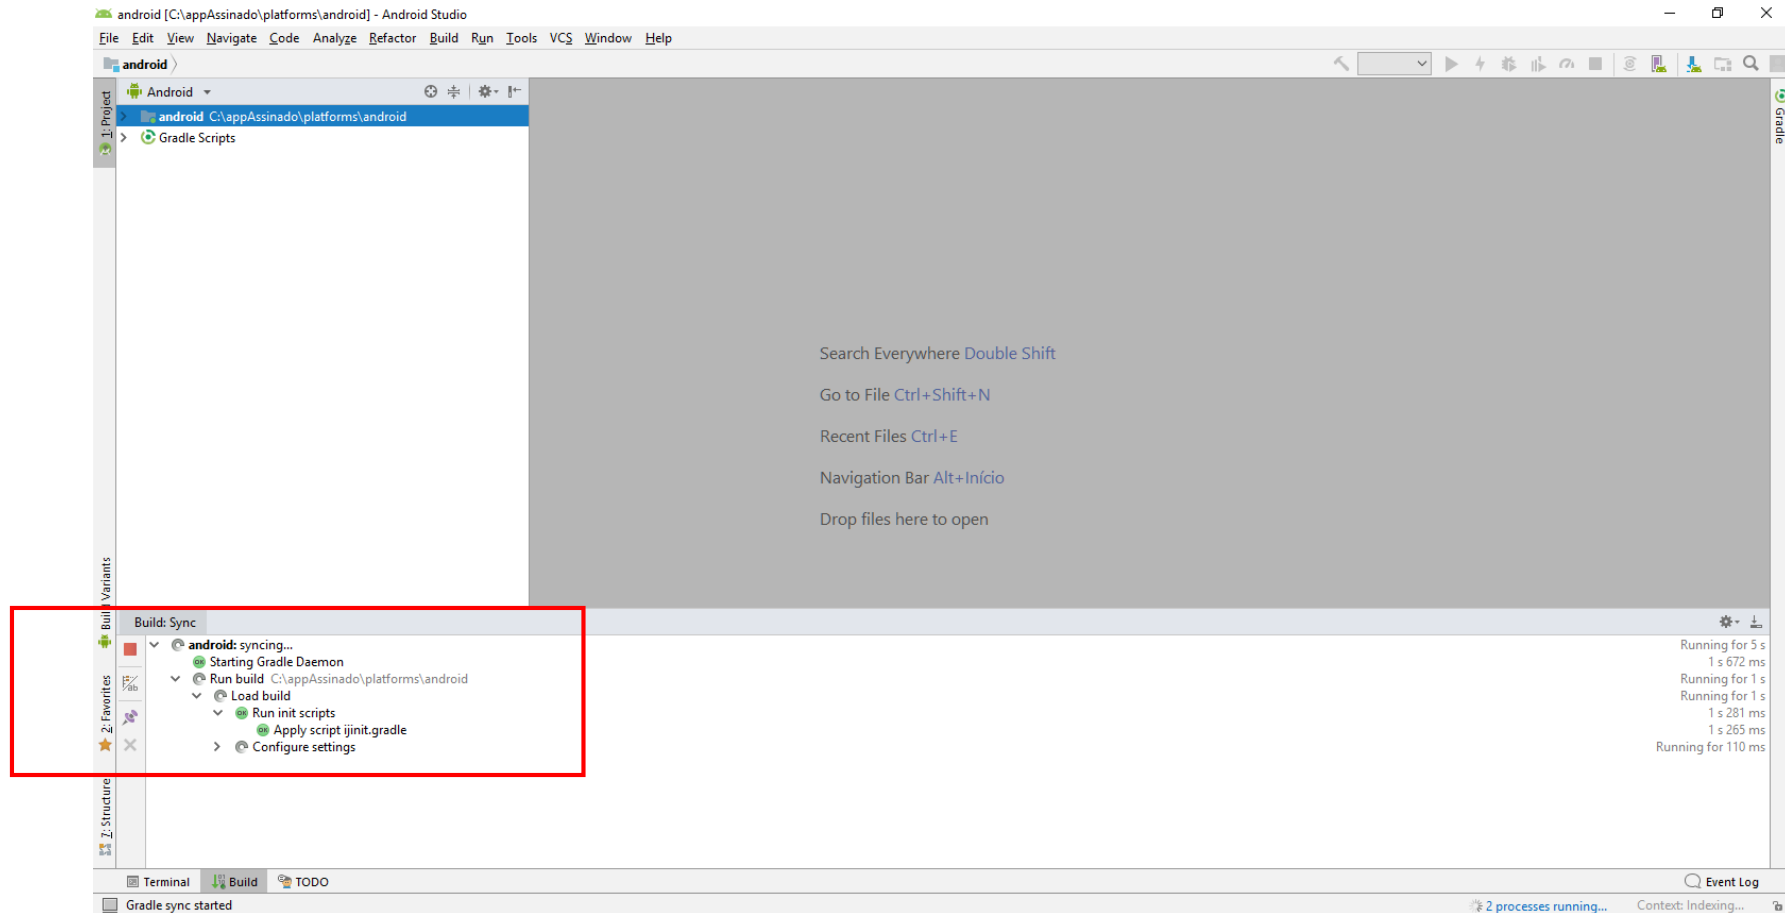 android [C:\appAssinado\platforms\android] - Android Studio
File Edit View Navigate Code Analyze Refactor Build Run Tools VCS Window Help
android
1: Project
Android
Gradle
android C:\appAssinado\platforms\android
Gradle Scripts
Search Everywhere Double Shift
Go to File Ctrl+Shift+N
Recent Files Ctrl+E
Navigation Bar Alt+Início
Drop files here to open
Build Variants
Build: Sync
android: syncing... Running for 5 s
Starting Gradle Daemon 1 s 672 ms
Run build C:\appAssinado\platforms\android Running for 1 s
Load build Running for 1 s
Run init scripts 1 s 281 ms
Apply script ijinit.gradle 1 s 265 ms
Configure settings Running for 110 ms
2: Favorites
7: Structure
Terminal Build TODO Event Log
Gradle sync started 2 processes running... Context: Indexing...